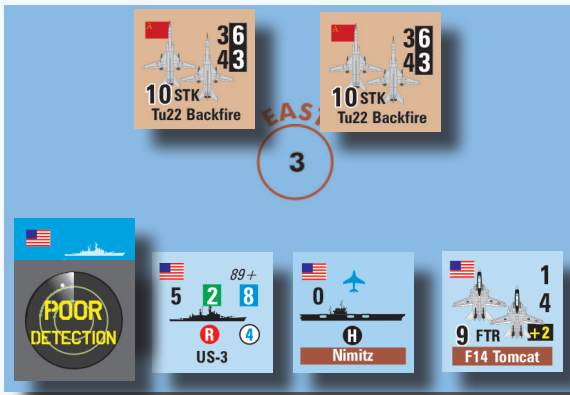 3 6
4 3
10 STK
Tu22 Backfire
3 6
4 3
10 STK
Tu22 Backfire
EAST
3
POOR
DETECTION
89+
5 2 8
R 4
US-3
0
H
Nimitz
1
4
9 FTR +2
F14 Tomcat